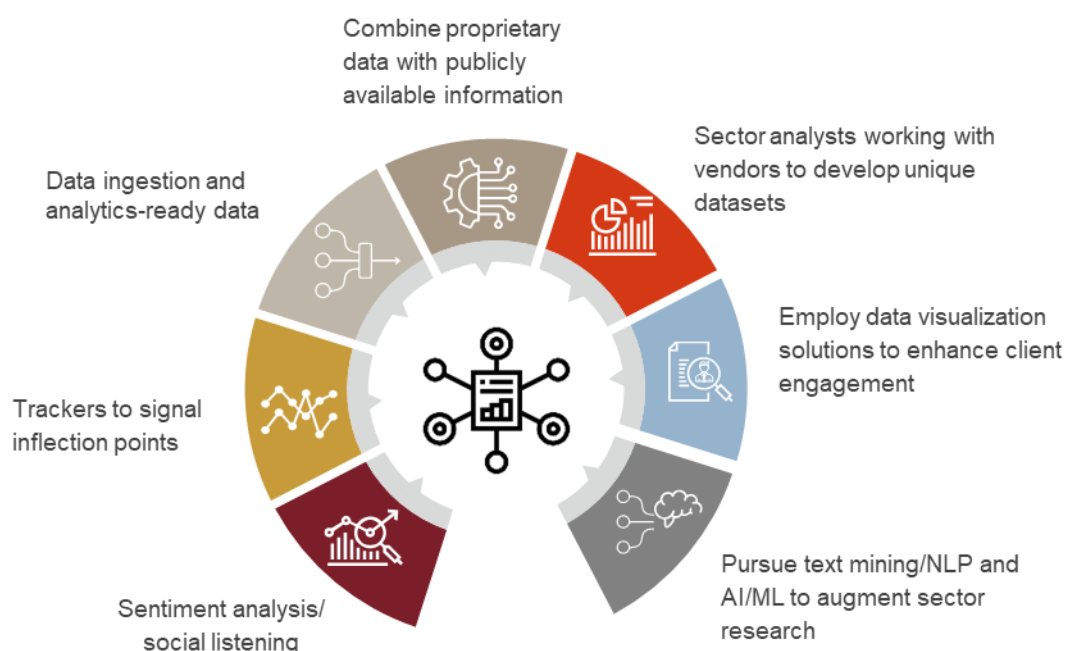 Combine proprietary
data with publicly
available information
Sector analysts working with
vendors to develop unique
datasets
Data ingestion and
analytics-ready data
Employ data visualization
solutions to enhance client
engagement
Trackers to signal
inflection points
Pursue text mining/NLP and
AI/ML to augment sector
research
Sentiment analysis/
social listening